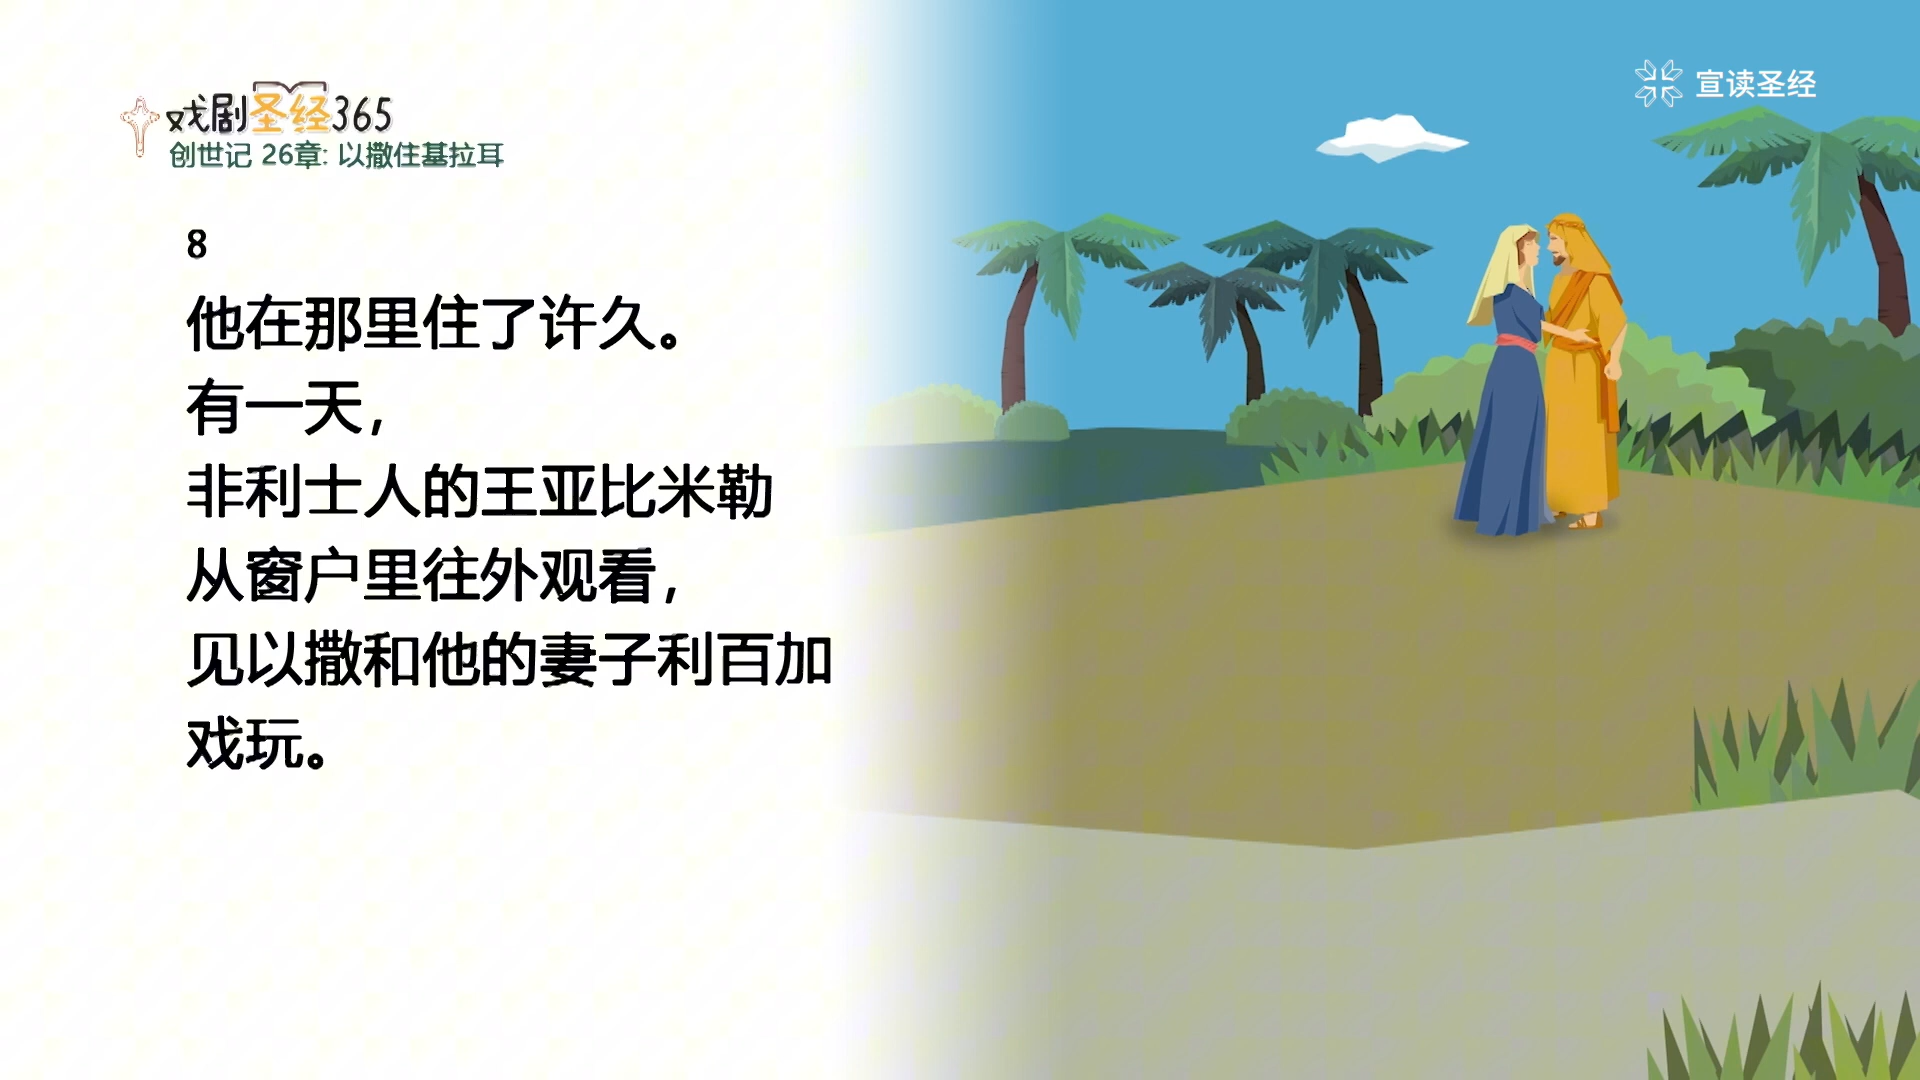 戏剧圣经365
宣读圣经
创世记 26章: 以撒住基拉耳
8
他在那里住了许久。
有一天，
非利士人的王亚比米勒
从窗户里往外观看，
见以撒和他的妻子利百加
戏玩。